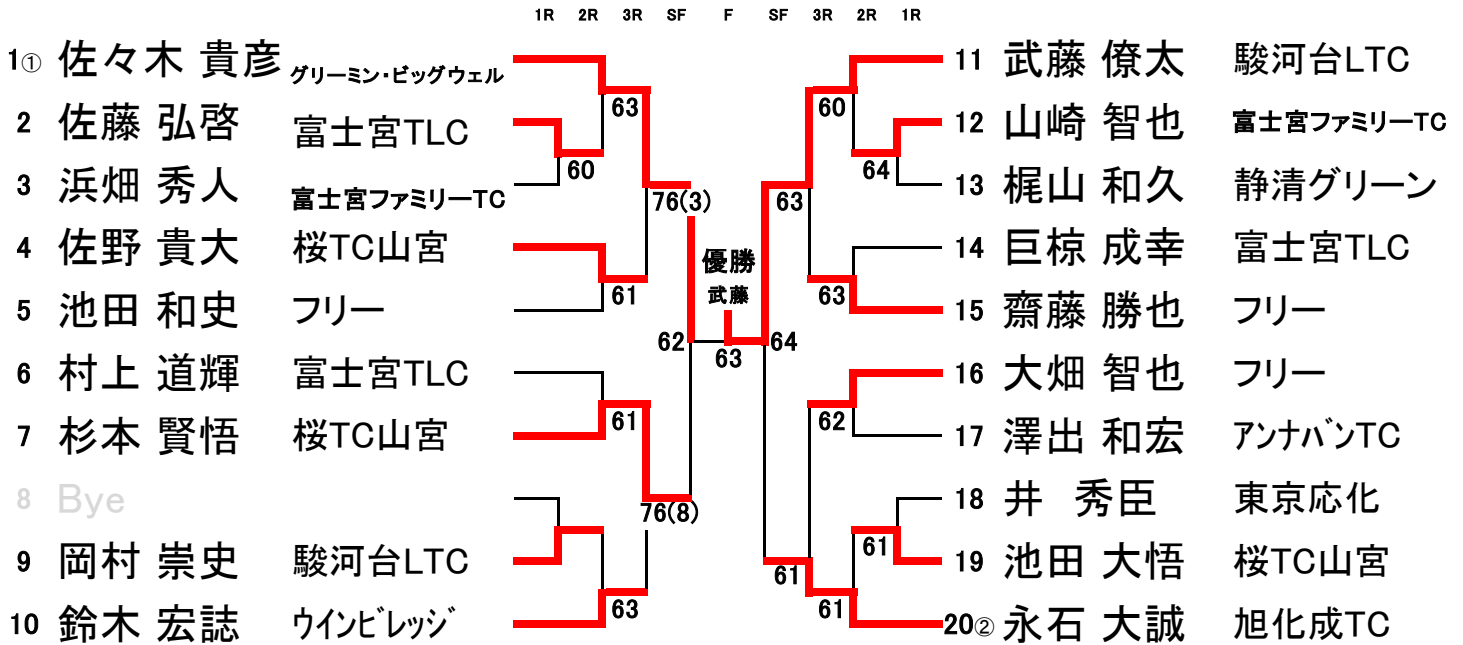 1R 2R 3R SF F SF 3R 2R 1R
1① 佐々木 貴彦 グリーミン・ビッグウェル
2 佐藤 弘啓 富士宮TLC
3 浜畑 秀人 富士宮ファミリーTC
4 佐野 貴大 桜TC山宮
5 池田 和史 フリー
6 村上 道輝 富士宮TLC
7 杉本 賢悟 桜TC山宮
8 Bye
9 岡村 崇史 駿河台LTC
10 鈴木 宏誌 ウインビレッジ
63
60
76(3)
61
62
61
76(8)
63
優勝
武藤
63
60
64
63
63
64
62
61
61
61
11 武藤 僚太 駿河台LTC
12 山崎 智也 富士宮ファミリーTC
13 梶山 和久 静清グリーン
14 巨椋 成幸 富士宮TLC
15 齋藤 勝也 フリー
16 大畑 智也 フリー
17 澤出 和宏 アンナバンTC
18 井 秀臣 東京応化
19 池田 大悟 桜TC山宮
20② 永石 大誠 旭化成TC